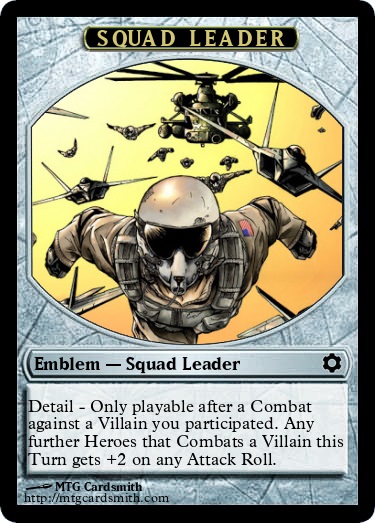 SQUAD LEADER
Emblem — Squad Leader
Detail - Only playable after a Combat
against a Villain you participated. Any
further Heroes that Combats a Villain this
Turn gets +2 on any Attack Roll.
MTG Cardsmith
http://mtgcardsmith.com